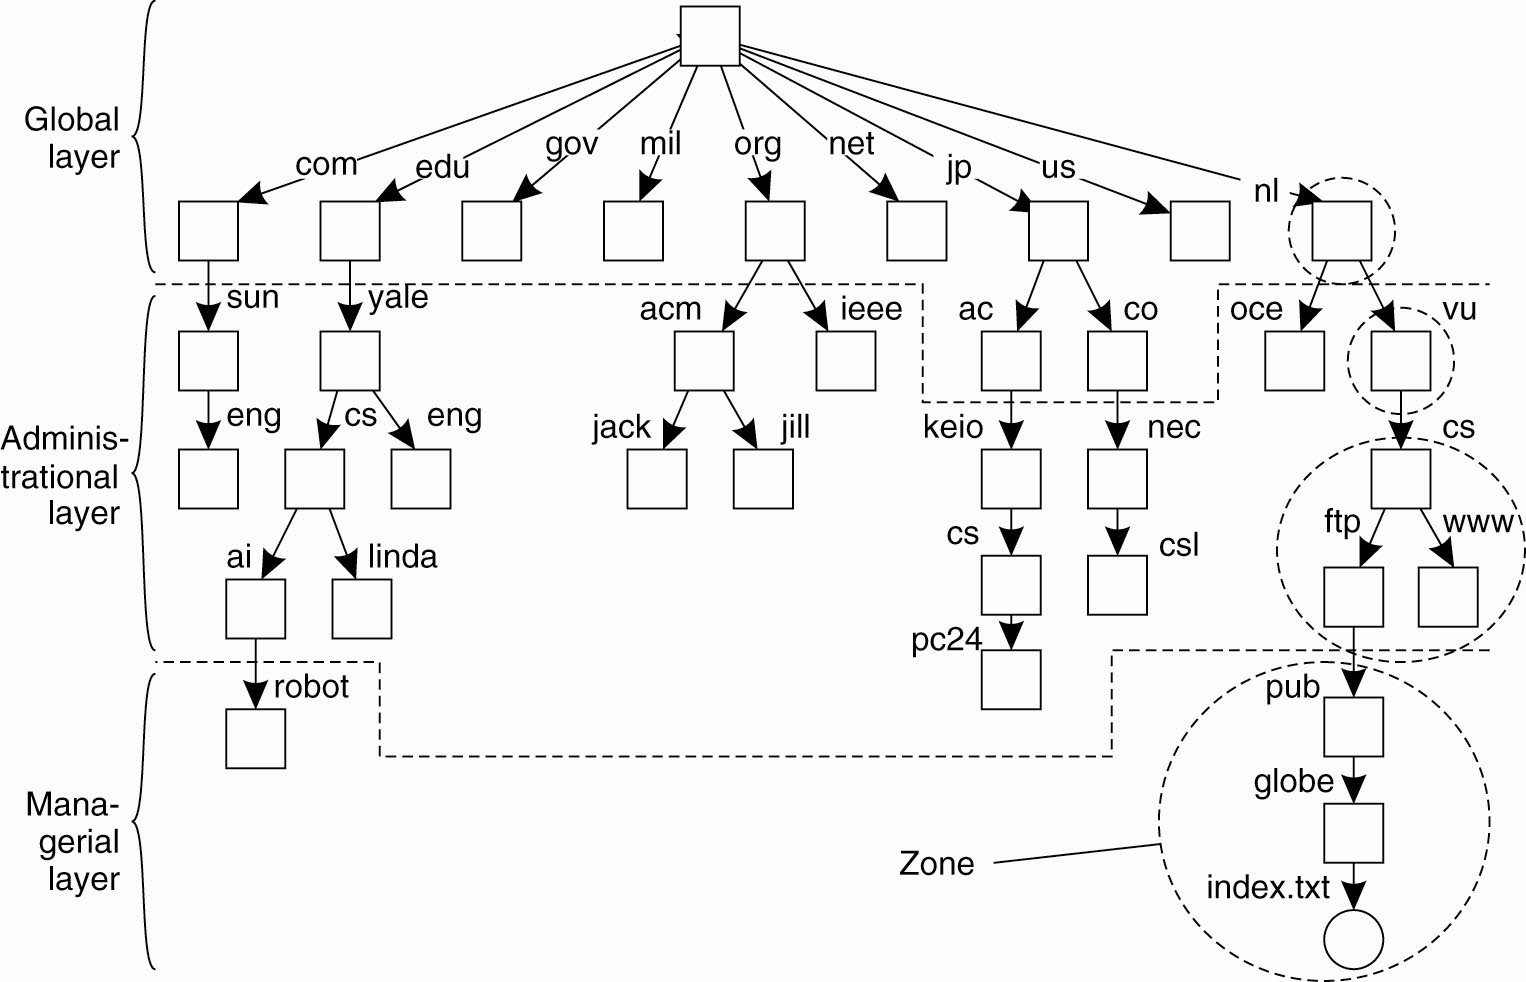 Global
layer
com
edu
gov
mil
org
net
jp
us
nl
sun
yale
acm
ieee
ac
co
oce
vu
Adminis-
trational
layer
eng
cs
eng
jack
jill
keio
nec
cs
ai
linda
cs
csl
ftp
www
pc24
robot
pub
Mana-
gerial
layer
globe
Zone
index.txt